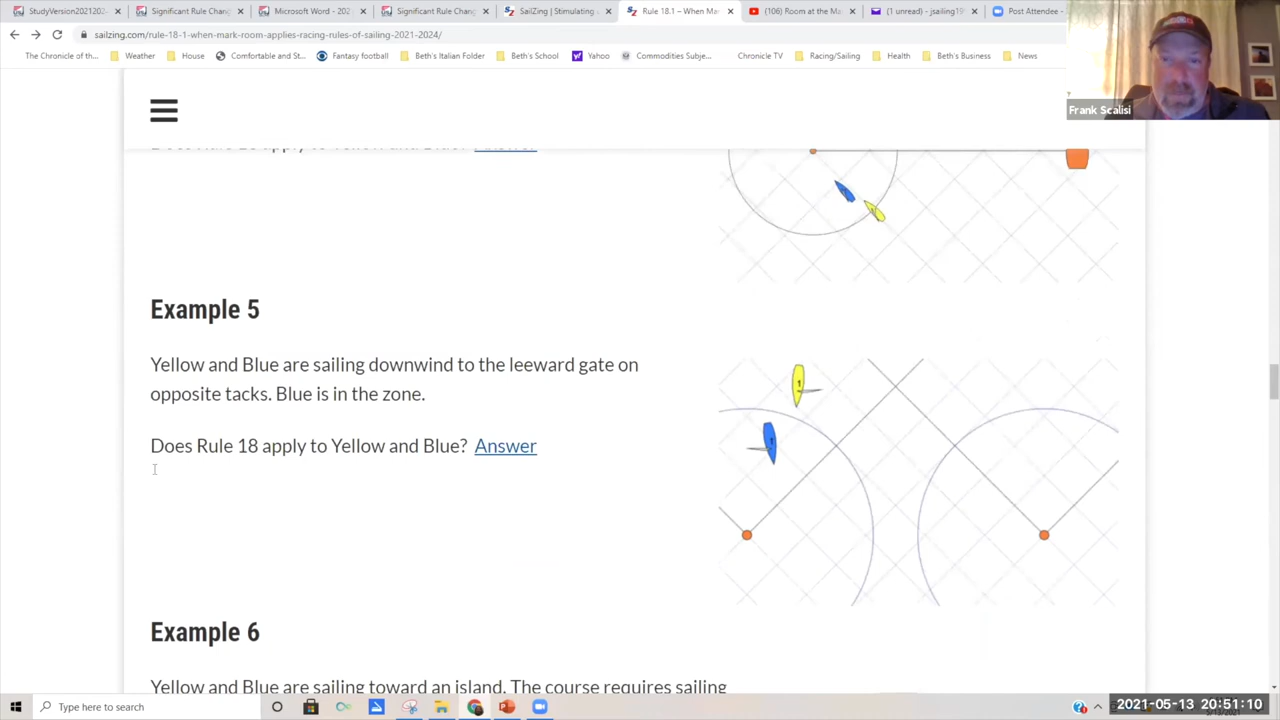 StudyVersion2021202
Significant Rule Chang
Microsoft Word - 2021
Significant Rule Chang
SailZing | Stimulating
Rule 18.1 – When Ma
(106) Room at the Ma
(1 unread) - jsailing19
Post Attendee -
sailzing.com/rule-18-1-when-mark-room-applies-racing-rules-of-sailing-2021-2024/
The Chronicle of th...
Weather
House
Comfortable and St...
Fantasy football
Beth's Italian Folder
Beth's School
Yahoo
Commodities Subje...
Chronicle TV
Racing/Sailing
Health
Beth's Business
News
Frank Scalisi
Answer
Example 5
Yellow and Blue are sailing downwind to the leeward gate on
opposite tacks. Blue is in the zone.
Does Rule 18 apply to Yellow and Blue? Answer
1
Example 6
Yellow and Blue are sailing toward an island. The course requires sailing
Type here to search
2021-05-13 20:51:10